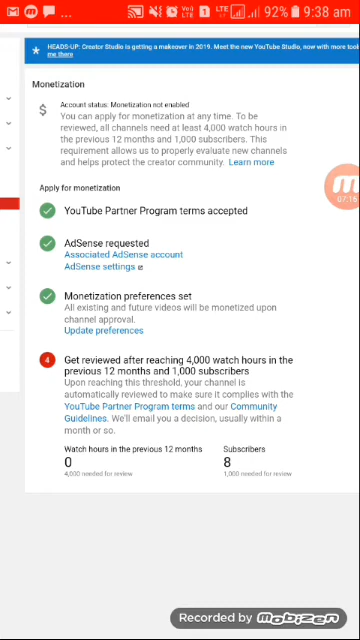 ... Vo) LTE 1 LTE 92% 9:38 am
HEADS-UP: Creator Studio is getting a makeover in 2019. Meet the new YouTube Studio, now with more tool
me there
Monetization
$ Account status: Monetization not enabled
You can apply for monetization at any time. To be
reviewed, all channels need at least 4,000 watch hours in
the previous 12 months and 1,000 subscribers. This
requirement allows us to properly evaluate new channels
and helps protect the creator community. Learn more
Apply for monetization
07:16
YouTube Partner Program terms accepted
AdSense requested
Associated AdSense account
AdSense settings
Monetization preferences set
All existing and future videos will be monetized upon
channel approval.
Update preferences
4 Get reviewed after reaching 4,000 watch hours in the
previous 12 months and 1,000 subscribers
Upon reaching this threshold, your channel is
automatically reviewed to make sure it complies with the
YouTube Partner Program terms and our Community
Guidelines. We'll email you a decision, usually within a
month or so.
Watch hours in the previous 12 months Subscribers
0 8
4,000 needed for review 1,000 needed for review
Recorded by Mobizen